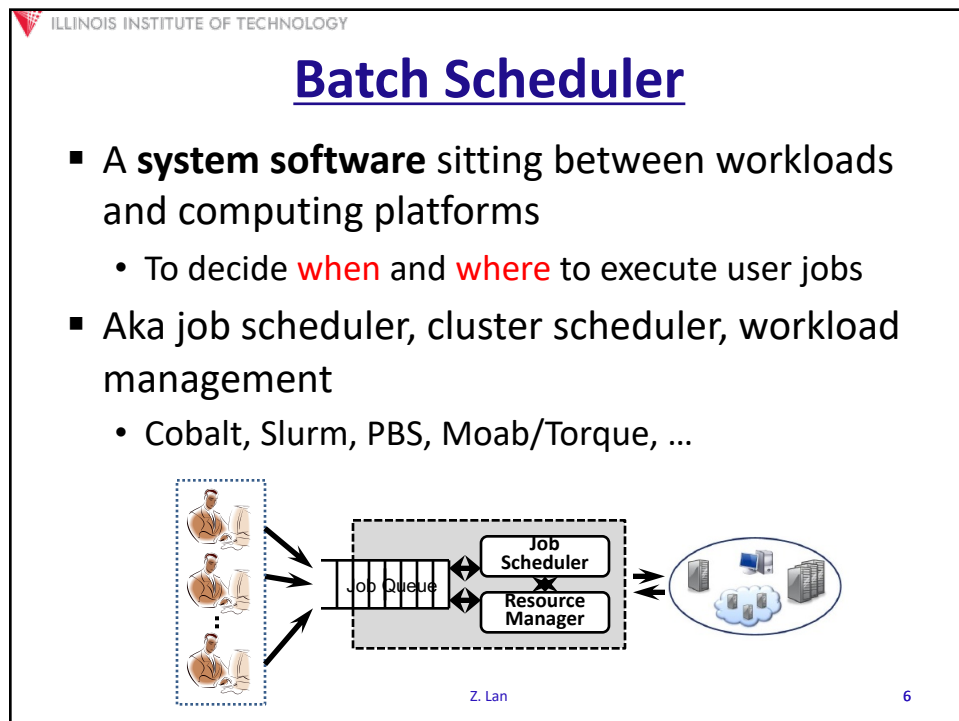 ILLINOIS INSTITUTE OF TECHNOLOGY
Batch Scheduler
▪ A system software sitting between workloads
and computing platforms
• To decide when and where to execute user jobs
▪ Aka job scheduler, cluster scheduler, workload
management
• Cobalt, Slurm, PBS, Moab/Torque, …
Job Queue
Job
Scheduler
Resource
Manager
Z. Lan
6